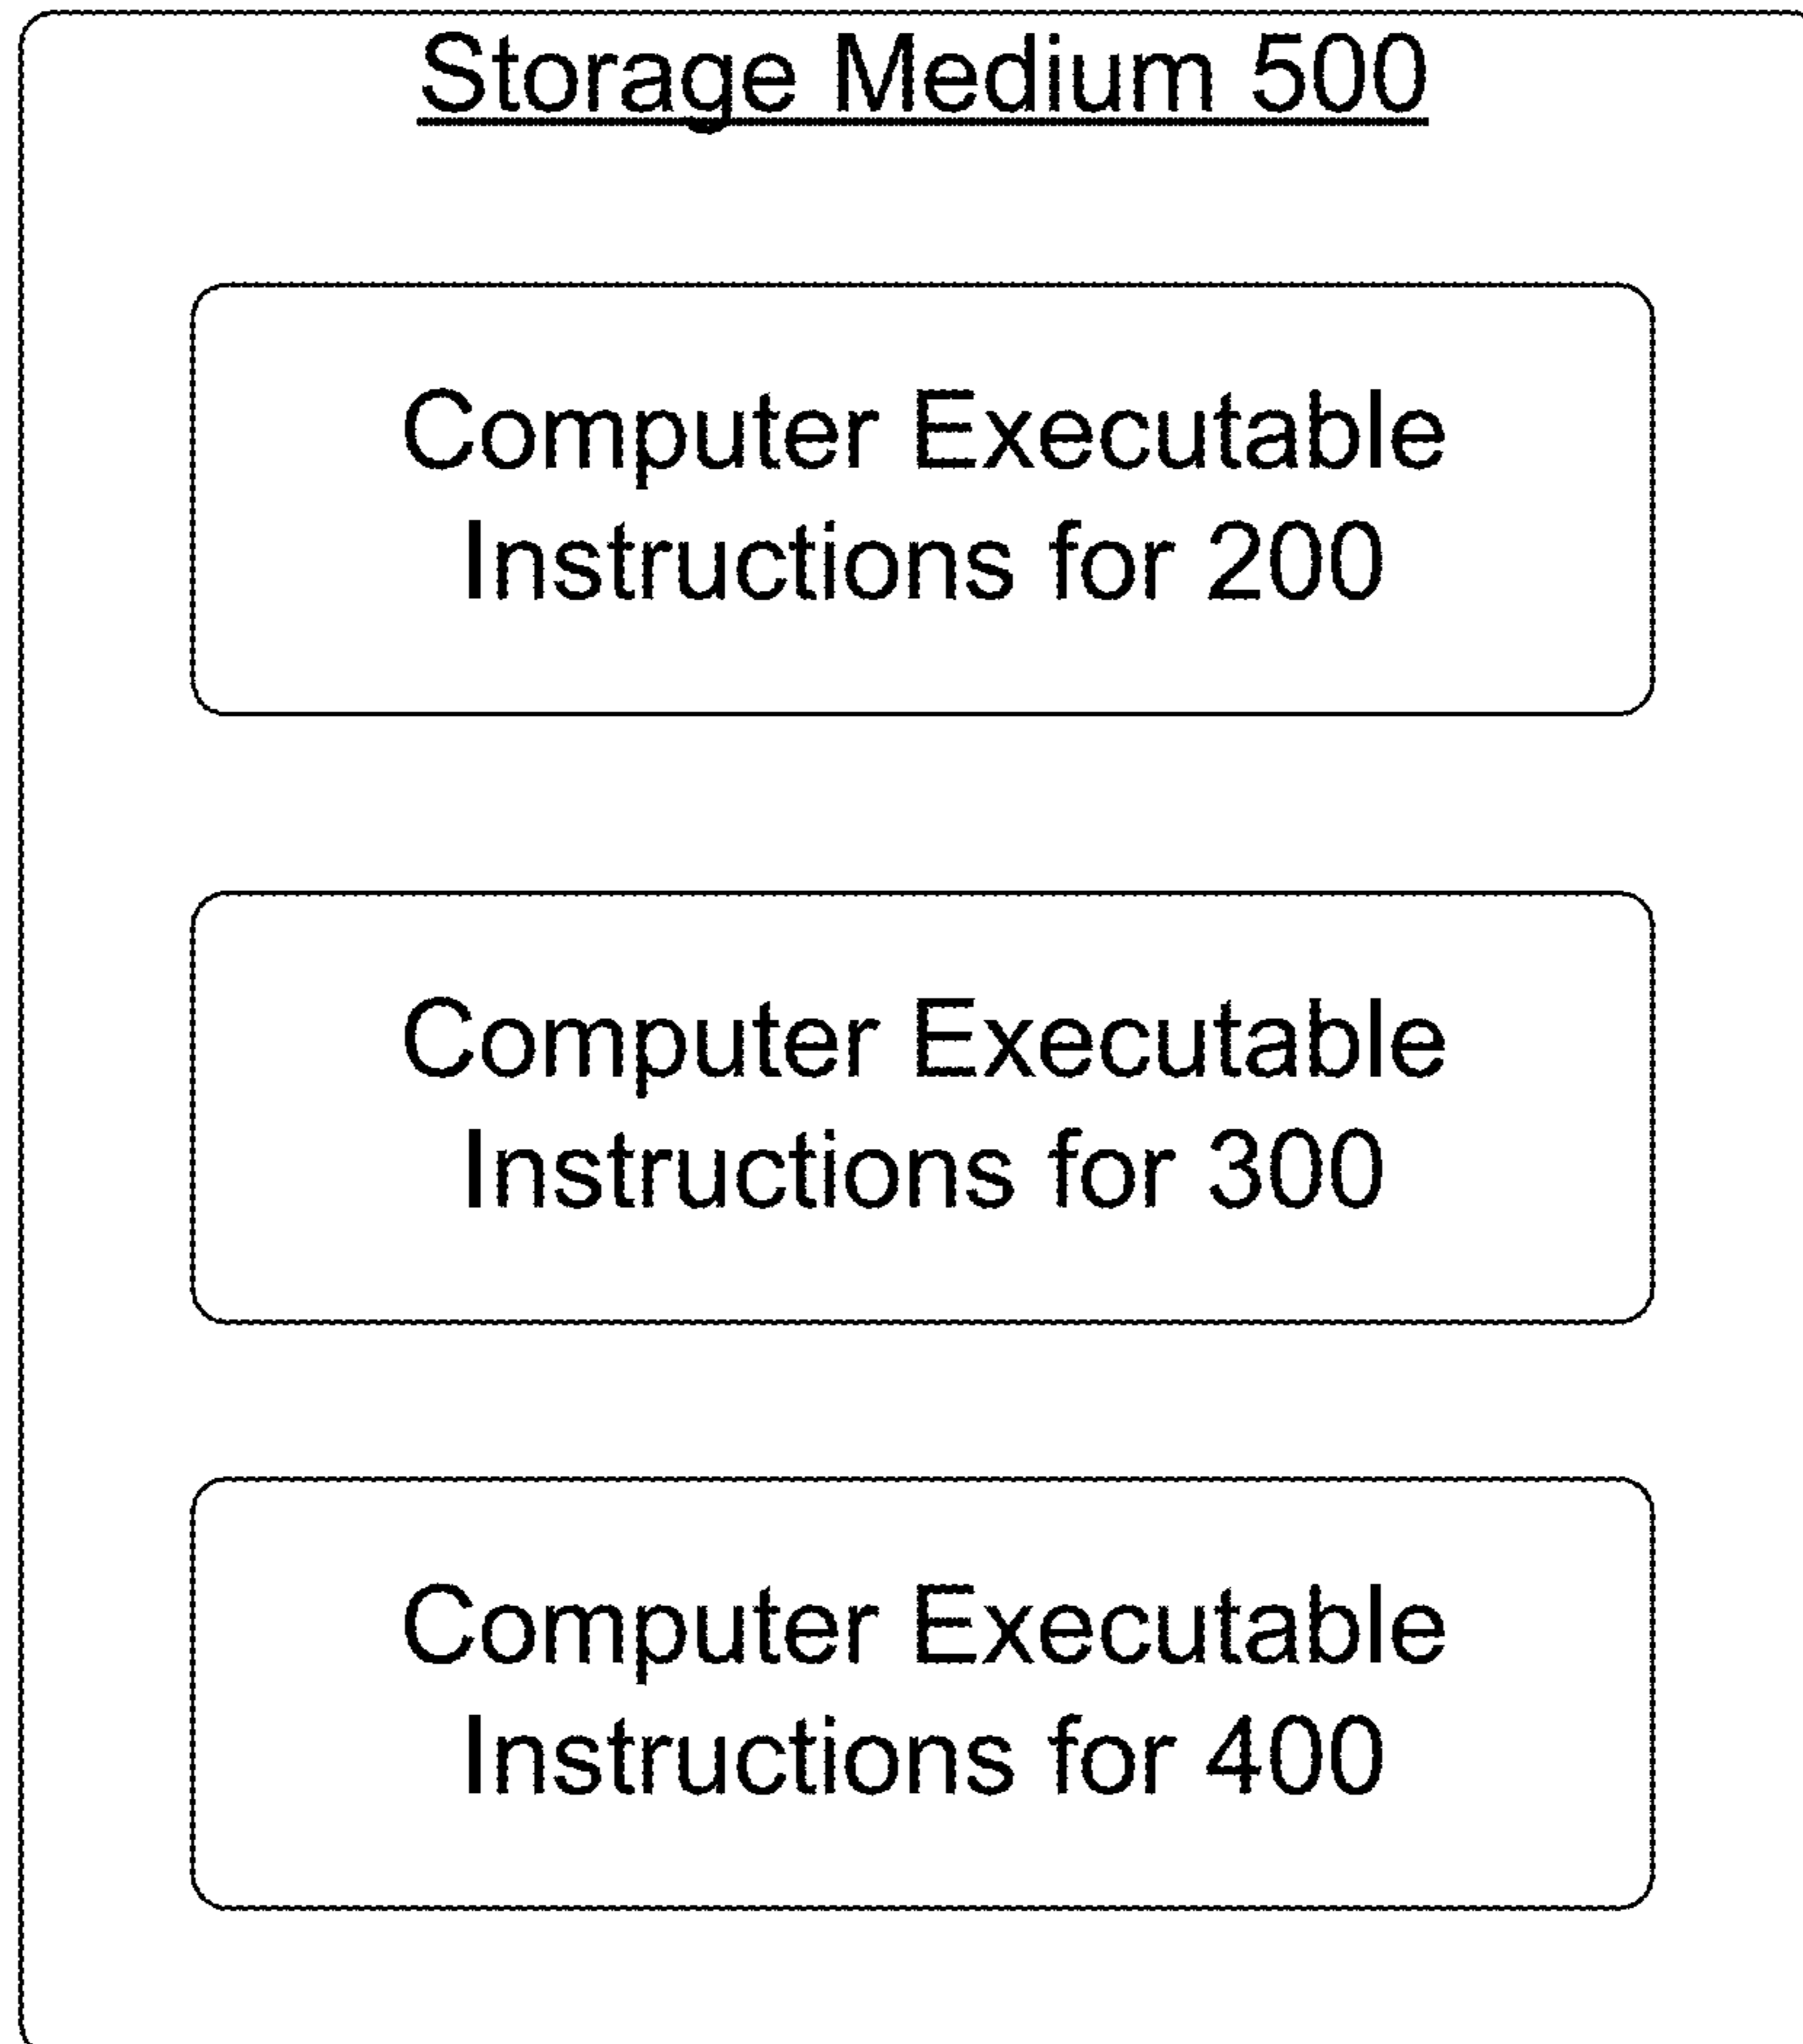 Storage Medium 500
Computer Executable
Instructions for 200
Computer Executable
Instructions for 300
Computer Executable
Instructions for 400